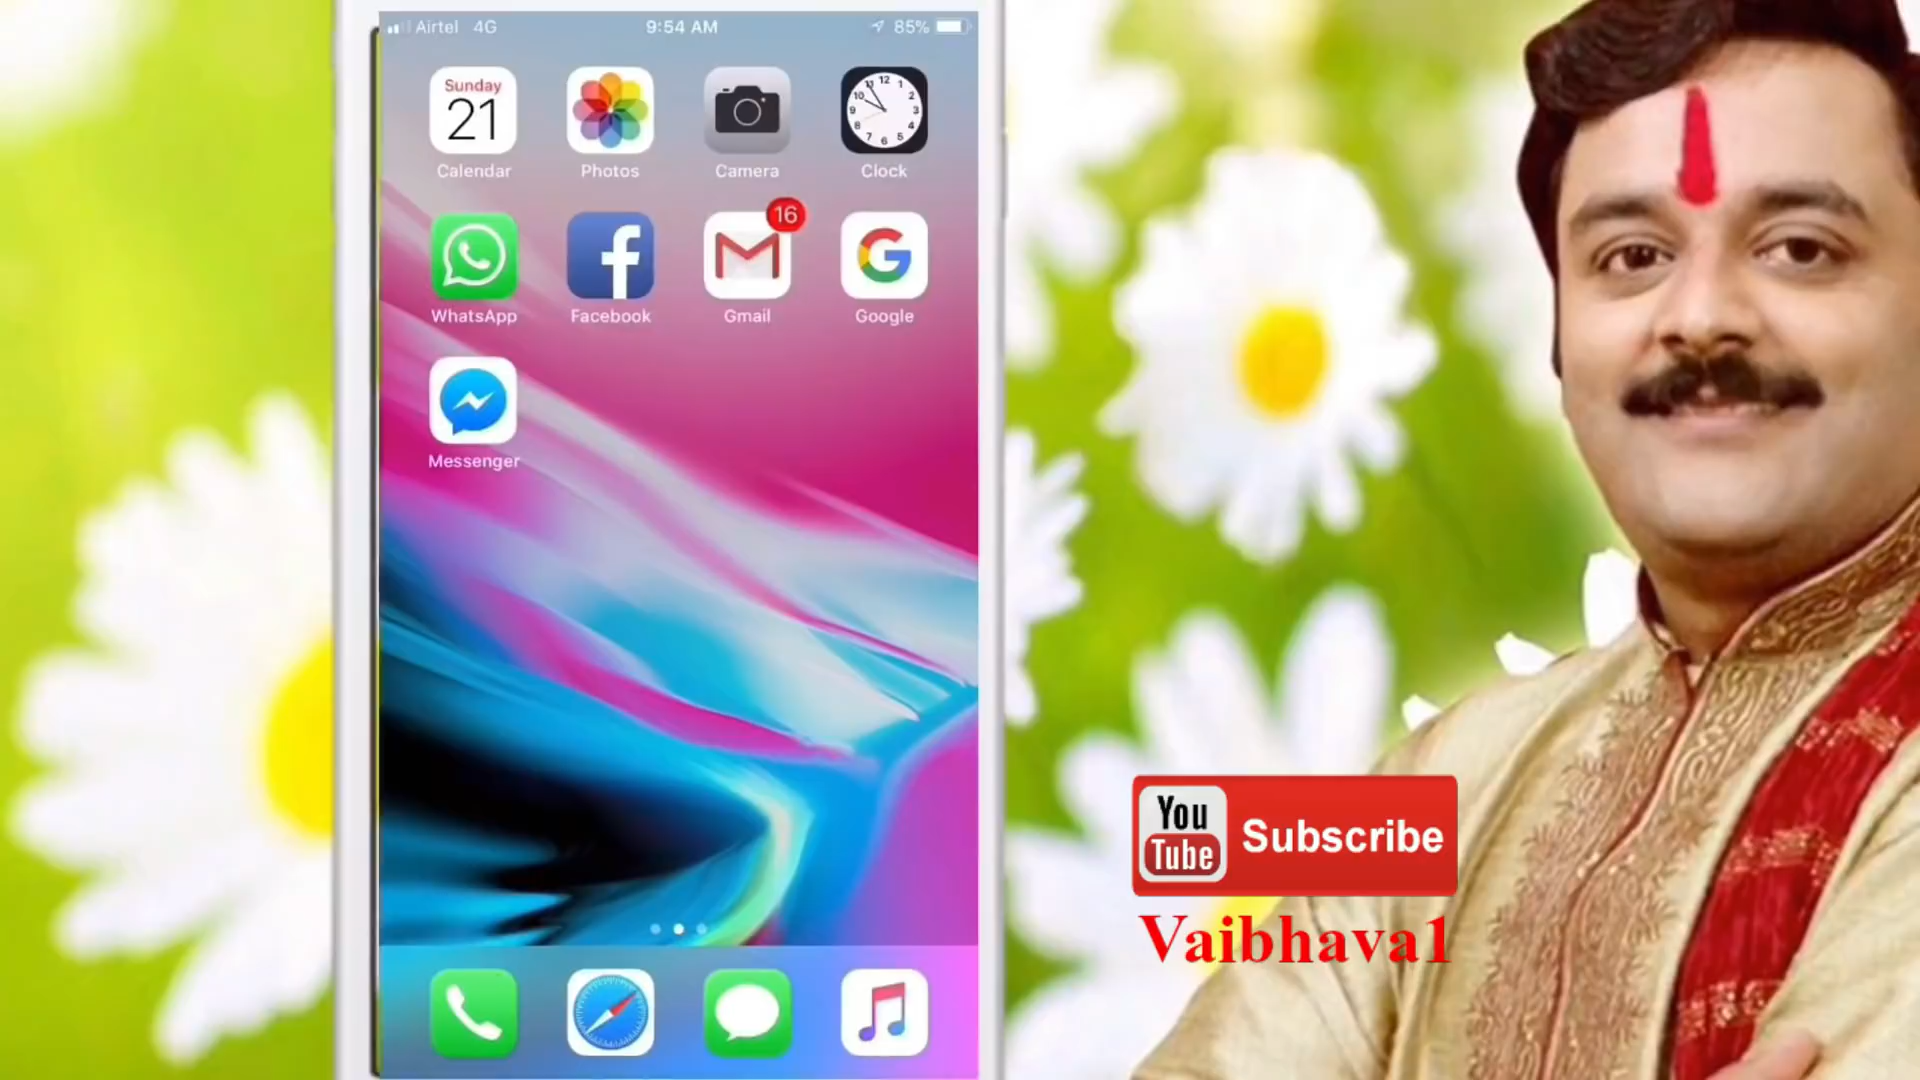 Airtel 4G 9:54 AM 85%
Sunday
21
Calendar Photos Camera Clock
16
WhatsApp Facebook Gmail Google
Messenger
You
Tube
Subscribe
Vaibhava1